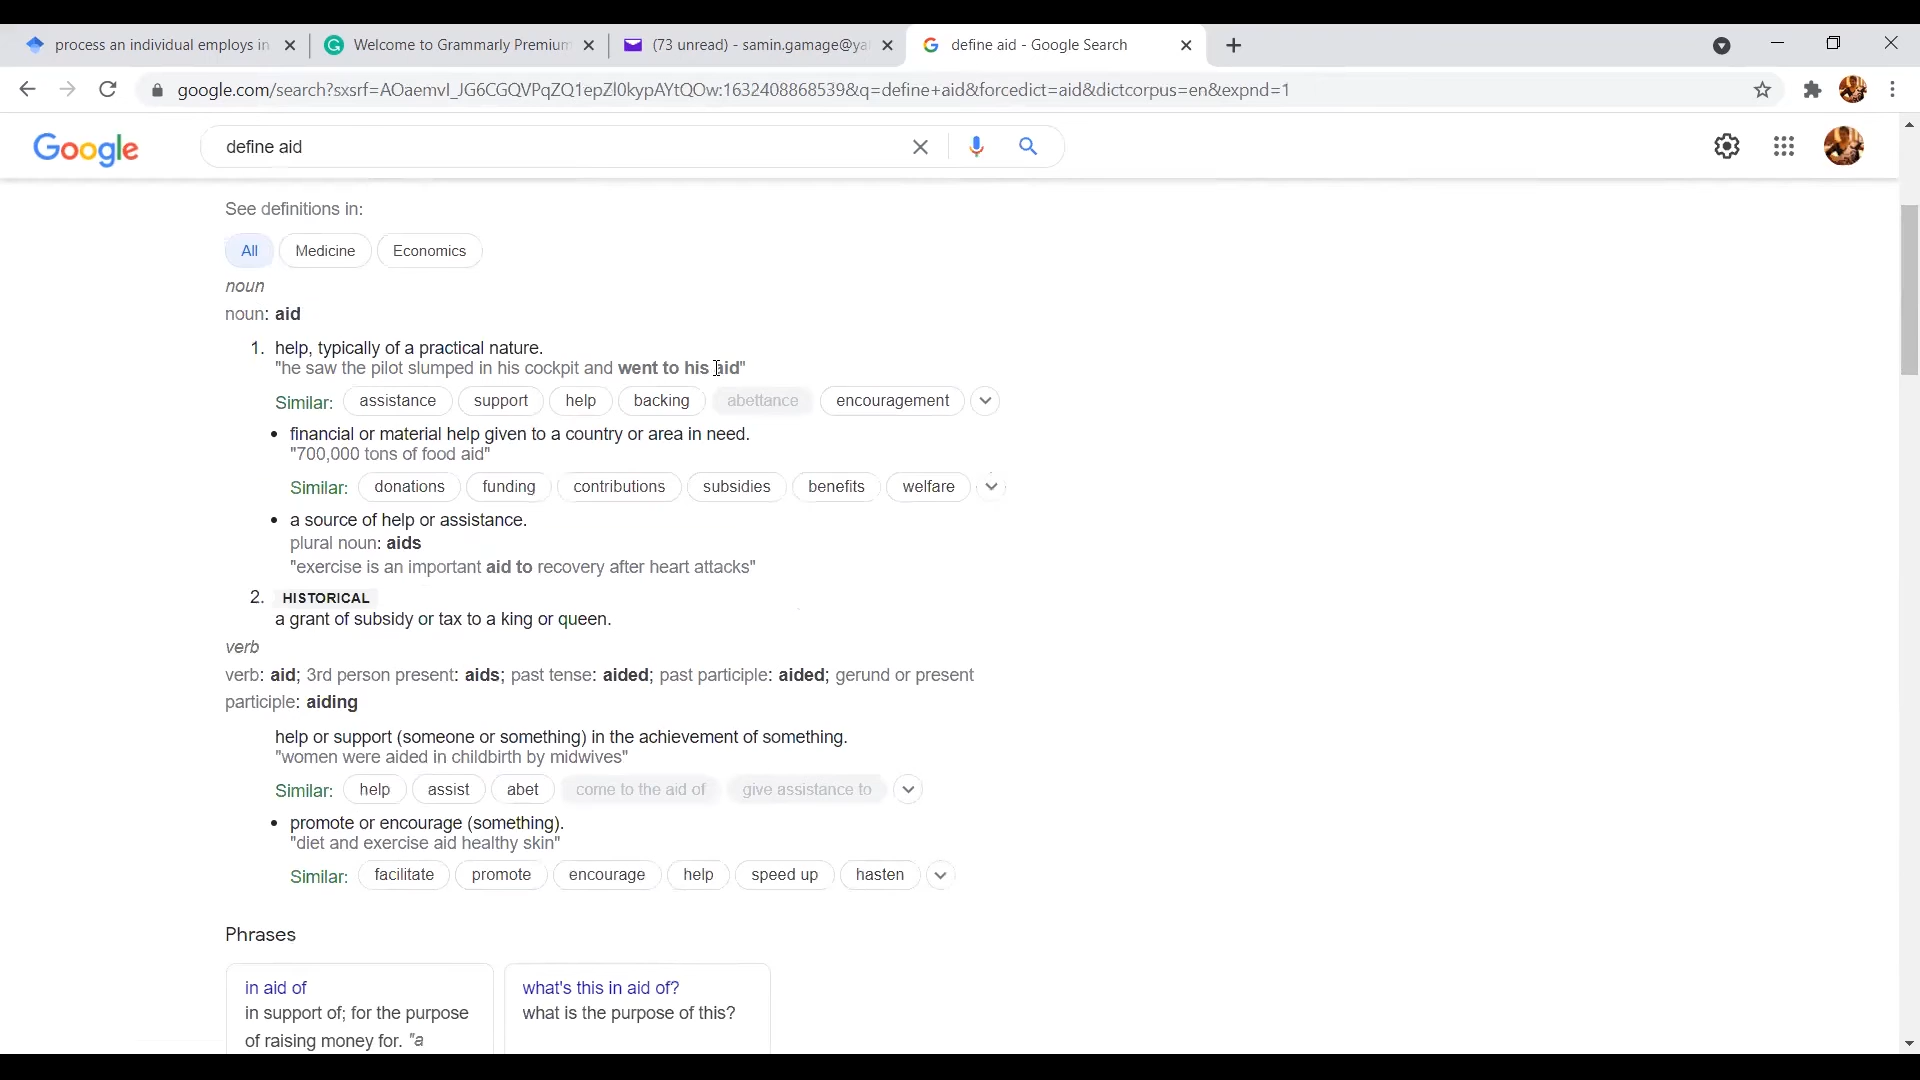 process an individual employs in
Welcome to Grammarly Premium
(73 unread) - samin.gamage@ya
define aid - Google Search
google.com/search?sxsrf=AOaemvI_JG6CGQVPqZQ1epZl0kypAYtQOw:1632408868539&q=define+aid&forcedict=aid&dictcorpus=en&expnd=1
Google
define aid
See definitions in:
All Medicine Economics
noun
noun: aid
1. help, typically of a practical nature.
"he saw the pilot slumped in his cockpit and went to his aid"
Similar: assistance support help backing abettance encouragement
• financial or material help given to a country or area in need.
"700,000 tons of food aid"
Similar: donations funding contributions subsidies benefits welfare
• a source of help or assistance.
plural noun: aids
"exercise is an important aid to recovery after heart attacks"
2. HISTORICAL
a grant of subsidy or tax to a king or queen.
verb
verb: aid; 3rd person present: aids; past tense: aided; past participle: aided; gerund or present
participle: aiding
help or support (someone or something) in the achievement of something.
"women were aided in childbirth by midwives"
Similar: help assist abet come to the aid of give assistance to
• promote or encourage (something).
"diet and exercise aid healthy skin"
Similar: facilitate promote encourage help speed up hasten
Phrases
in aid of
in support of; for the purpose
of raising money for. "a
what's this in aid of?
what is the purpose of this?